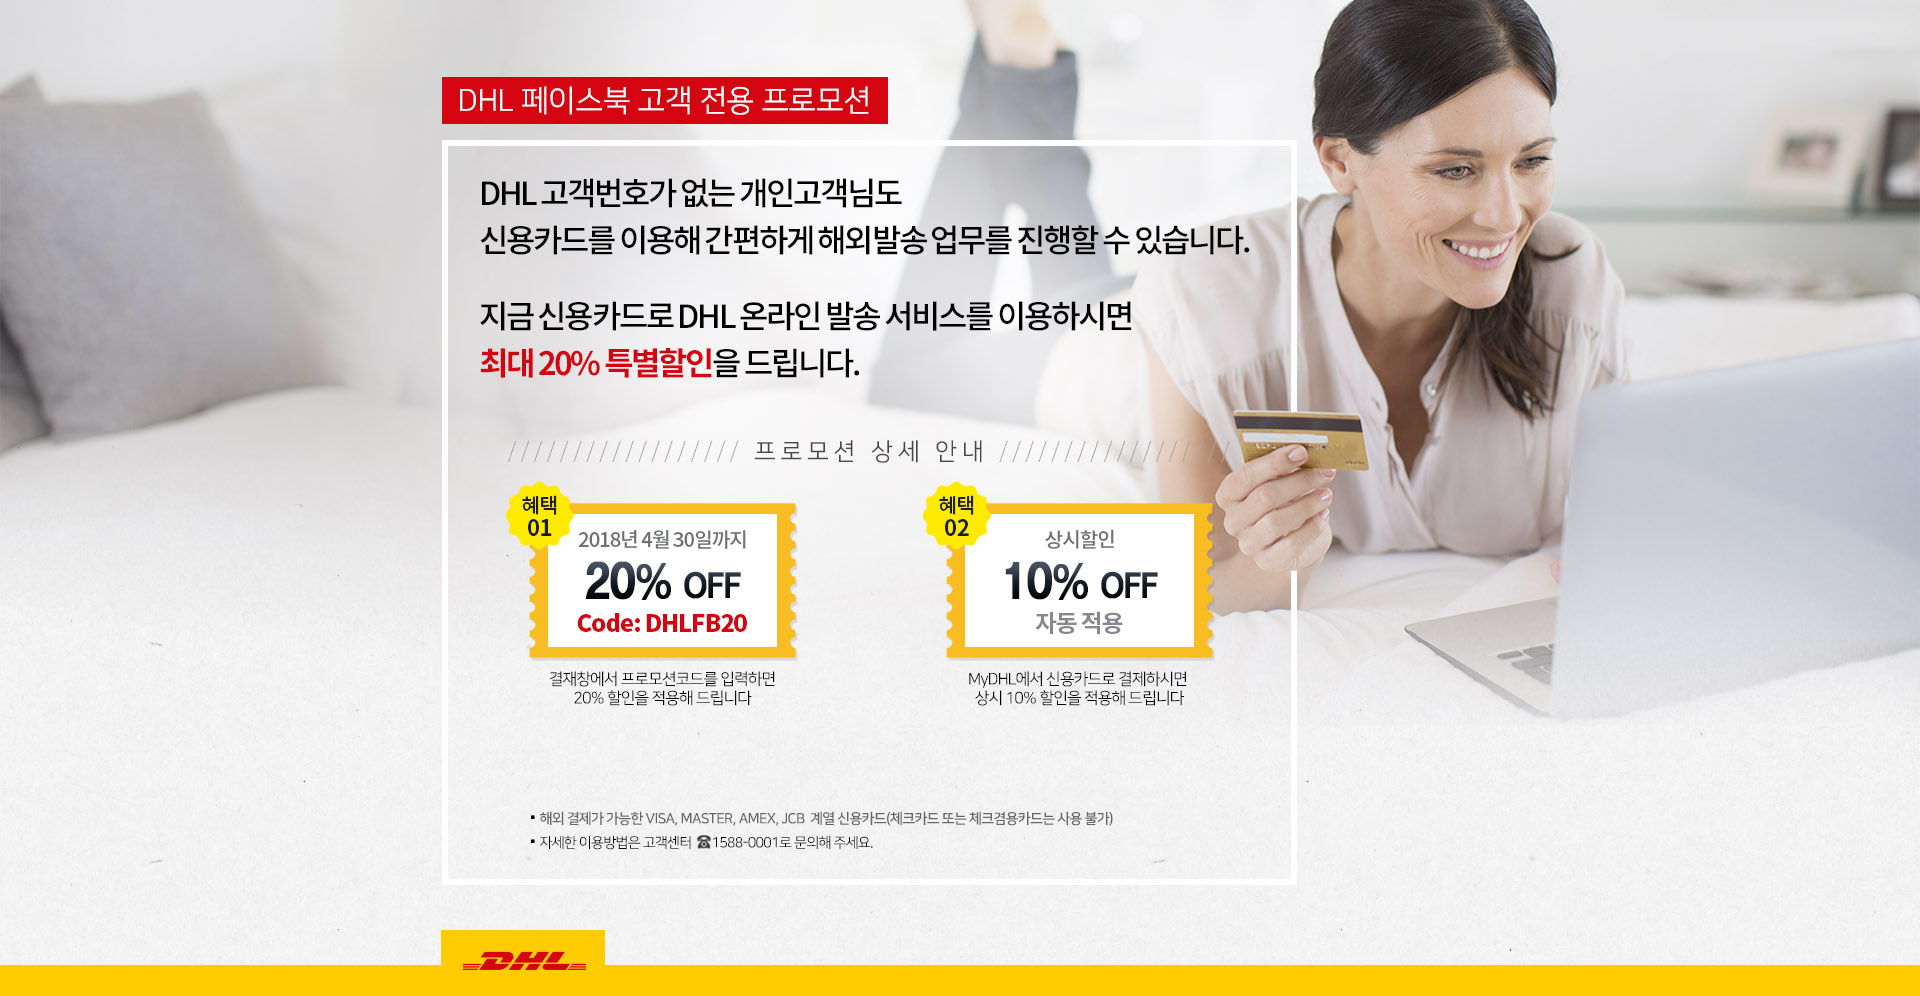 DHL 페이스북 고객 전용 프로모션
DHL 고객번호가 없는 개인고객님도
신용카드를 이용해 간편하게 해외발송 업무를 진행할 수 있습니다.
지금 신용카드로 DHL 온라인 발송 서비스를 이용하시면
최대 20% 특별할인을 드립니다.
프로모션 상세 안내
혜택
01
2018년 4월 30일까지
20% OFF
Code: DHLFB20
결재창에서 프로모션코드를 입력하면
20% 할인을 적용해 드립니다
혜택
02
상시할인
10% OFF
자동 적용
MyDHL에서 신용카드로 결제하시면
상시 10% 할인을 적용해 드립니다
▪ 해외 결제가 가능한 VISA, MASTER, AMEX, JCB 계열 신용카드(체크카드 또는 체크겸용카드는 사용 불가)
▪ 자세한 이용방법은 고객센터 ☎1588-0001로 문의해 주세요.
DHL